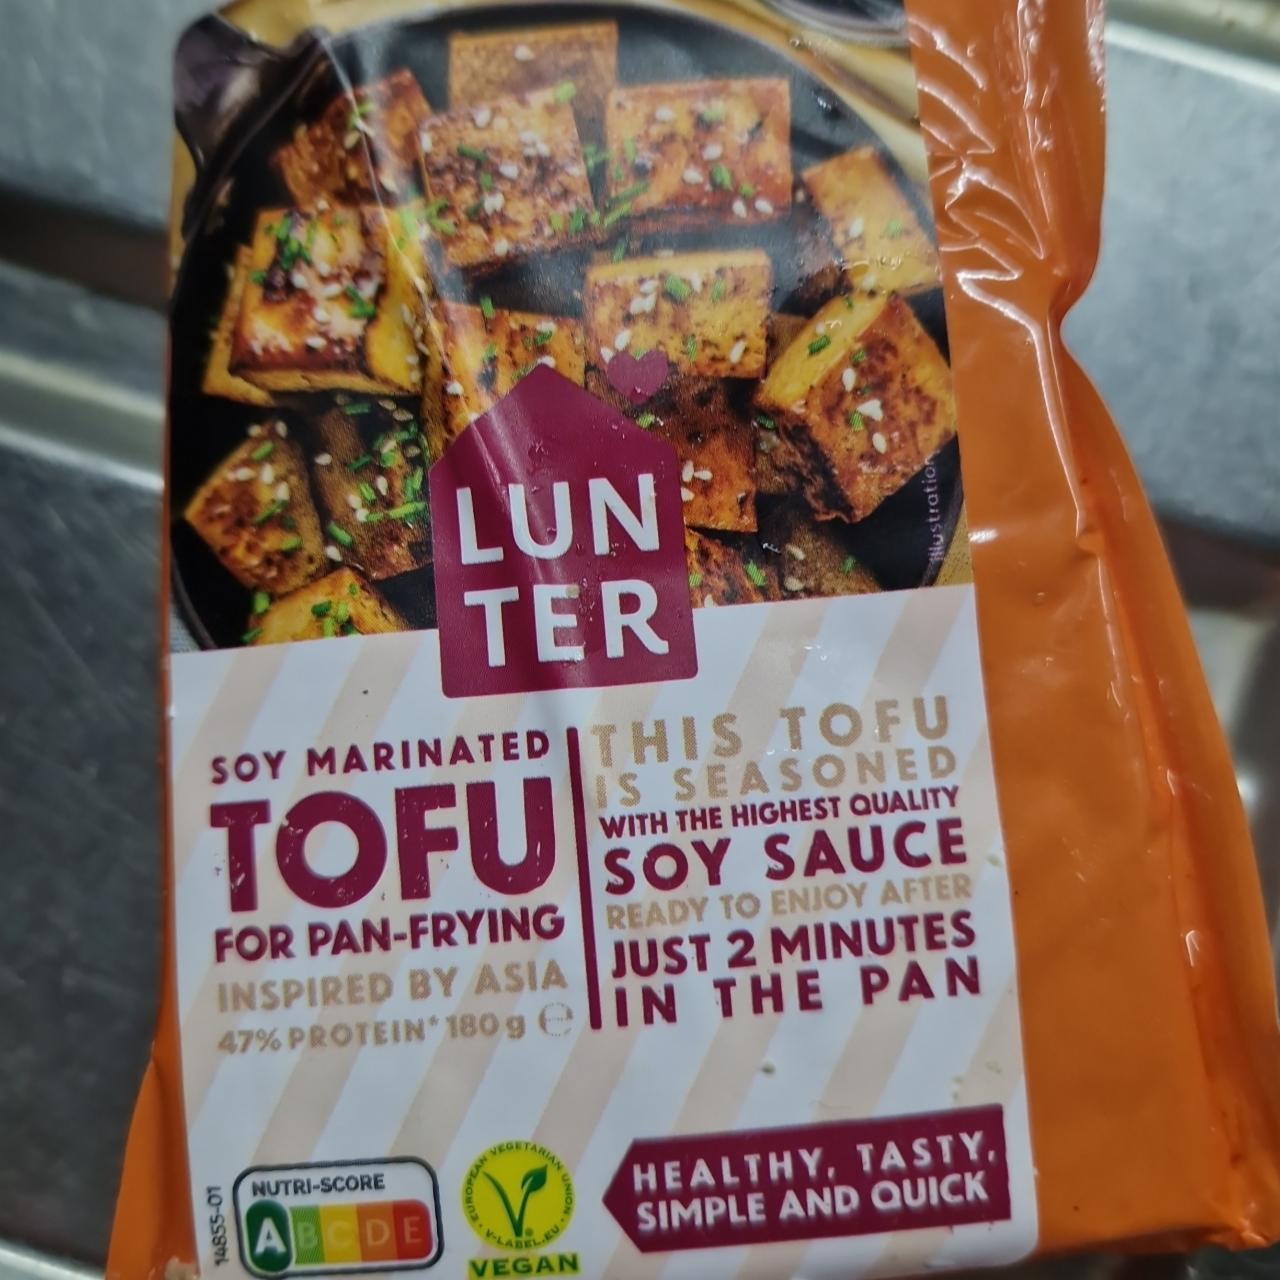 Illustration
LUN
TER
SOY MARINATED
TOFU
FOR PAN-FRYING
INSPIRED BY ASIA
47% PROTEIN* 180 g ℮
THIS TOFU
IS SEASONED
WITH THE HIGHEST QUALITY
SOY SAUCE
READY TO ENJOY AFTER
JUST 2 MINUTES
IN THE PAN
HEALTHY, TASTY,
SIMPLE AND QUICK
14855-01
NUTRI-SCORE
A B C D E
EUROPEAN VEGETARIAN UNION
V-LABEL.EU
VEGAN